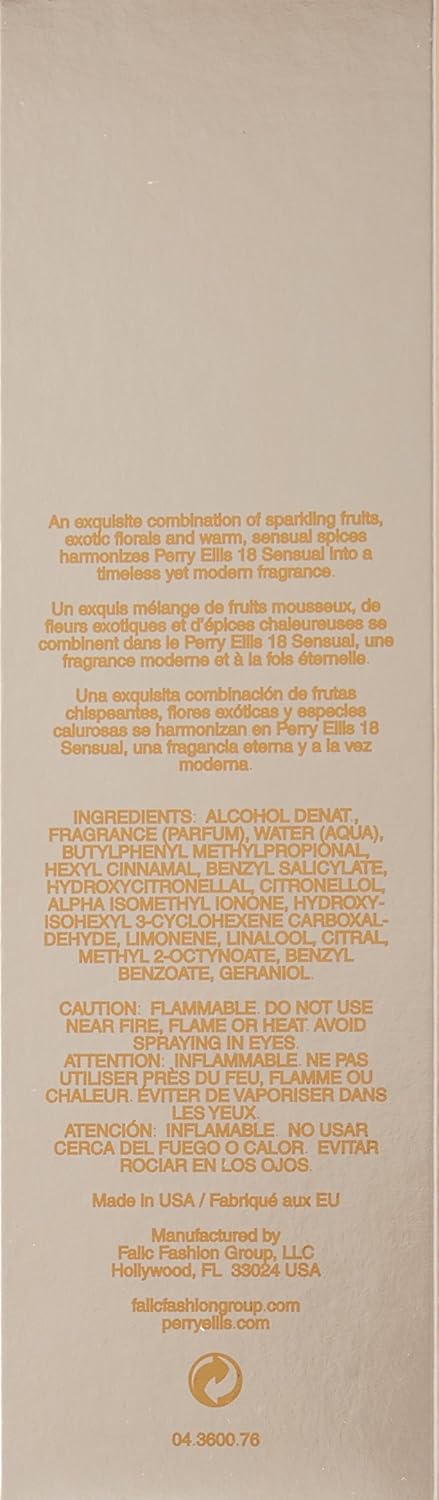 An exquisite combination of sparkling fruits,
exotic florals and warm, sensual spices
harmonizes Perry Ellis 18 Sensual into a
timeless yet modern fragrance.
Un exquis mélange de fruits mousseux, de
fleurs exotiques et d'épices chaleureuses se
combinent dans le Perry Ellis 18 Sensual, une
fragrance moderne et à la fois éternelle.
Una exquisita combinación de frutas
chispeantes, flores exóticas y especies
calurosas se harmonizan en Perry Ellis 18
Sensual, una fragancia eterna y a la vez
moderna.
INGREDIENTS: ALCOHOL DENAT.,
FRAGRANCE (PARFUM), WATER (AQUA),
BUTYLPHENYL METHYLPROPIONAL,
HEXYL CINNAMAL, BENZYL SALICYLATE,
HYDROXYCITRONELLAL, CITRONELLOL,
ALPHA ISOMETHYL IONONE, HYDROXY-
ISOHEXYL 3-CYCLOHEXENE CARBOXAL-
DEHYDE, LIMONENE, LINALOOL, CITRAL,
METHYL 2-OCTYNOATE, BENZYL
BENZOATE, GERANIOL.
CAUTION: FLAMMABLE. DO NOT USE
NEAR FIRE, FLAME OR HEAT. AVOID
SPRAYING IN EYES.
ATTENTION: INFLAMMABLE. NE PAS
UTILISER PRÈS DU FEU, FLAMME OU
CHALEUR. ÉVITER DE VAPORISER DANS
LES YEUX.
ATENCIÓN: INFLAMABLE. NO USAR
CERCA DEL FUEGO O CALOR. EVITAR
ROCIAR EN LOS OJOS.
Made in USA / Fabriqué aux EU
Manufactured by
Falic Fashion Group, LLC
Hollywood, FL 33024 USA
falicfashiongroup.com
perryellis.com
04.3600.76